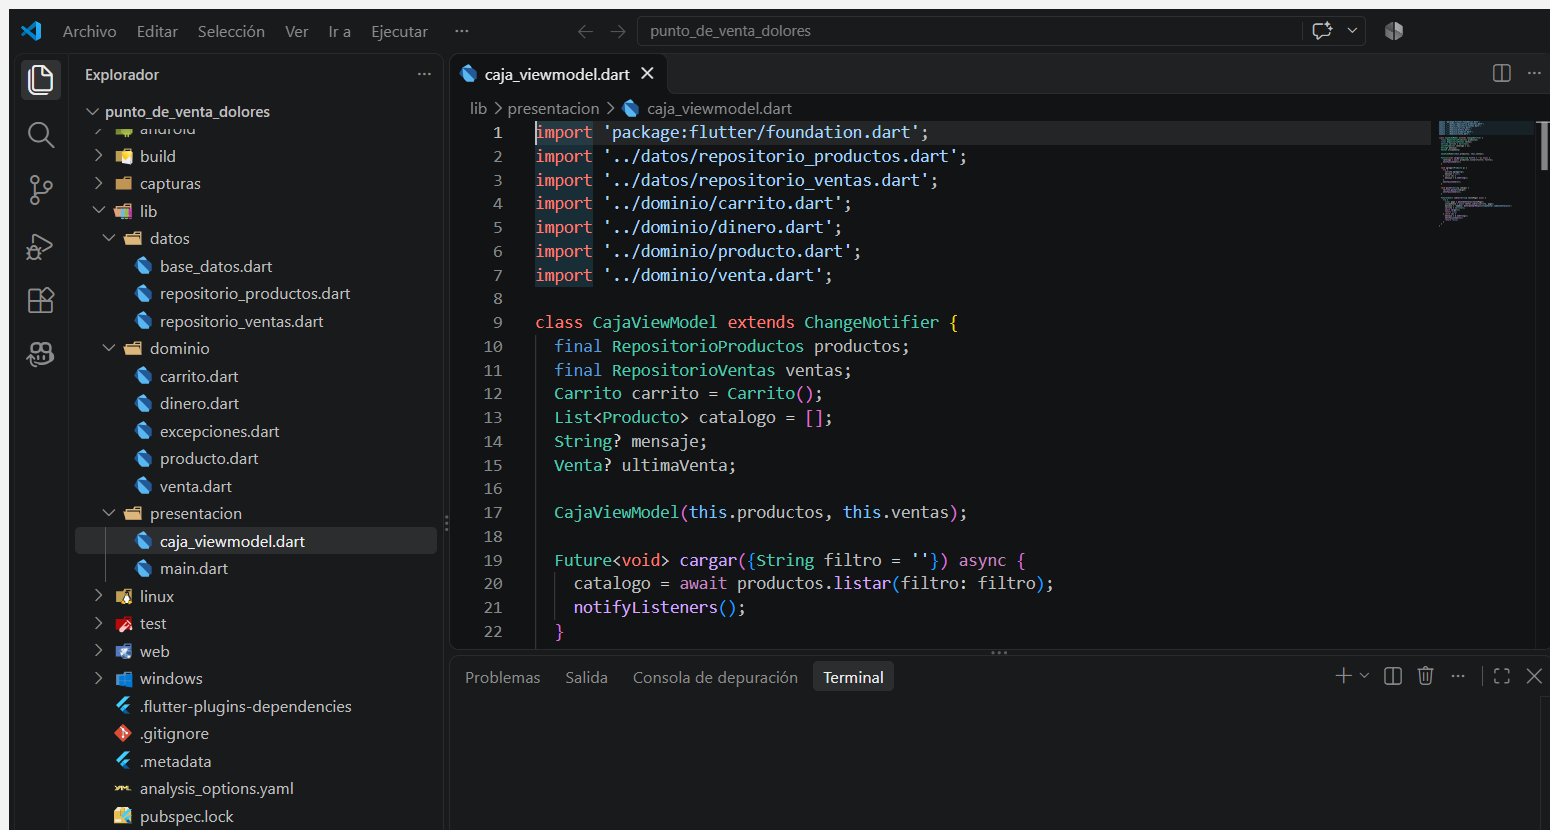 Archivo Editar Selección Ver Ir a Ejecutar ··· punto_de_venta_dolores
Explorador
punto_de_venta_dolores
android
build
capturas
lib
datos
base_datos.dart
repositorio_productos.dart
repositorio_ventas.dart
dominio
carrito.dart
dinero.dart
excepciones.dart
producto.dart
venta.dart
presentacion
caja_viewmodel.dart
main.dart
linux
test
web
windows
.flutter-plugins-dependencies
.gitignore
.metadata
analysis_options.yaml
pubspec.lock
caja_viewmodel.dart
lib > presentacion > caja_viewmodel.dart
1 import 'package:flutter/foundation.dart';
2 import '../datos/repositorio_productos.dart';
3 import '../datos/repositorio_ventas.dart';
4 import '../dominio/carrito.dart';
5 import '../dominio/dinero.dart';
6 import '../dominio/producto.dart';
7 import '../dominio/venta.dart';
8
9 class CajaViewModel extends ChangeNotifier {
10 final RepositorioProductos productos;
11 final RepositorioVentas ventas;
12 Carrito carrito = Carrito();
13 List<Producto> catalogo = [];
14 String? mensaje;
15 Venta? ultimaVenta;
16
17 CajaViewModel(this.productos, this.ventas);
18
19 Future<void> cargar({String filtro = ''}) async {
20 catalogo = await productos.listar(filtro: filtro);
21 notifyListeners();
22 }
Problemas Salida Consola de depuración Terminal